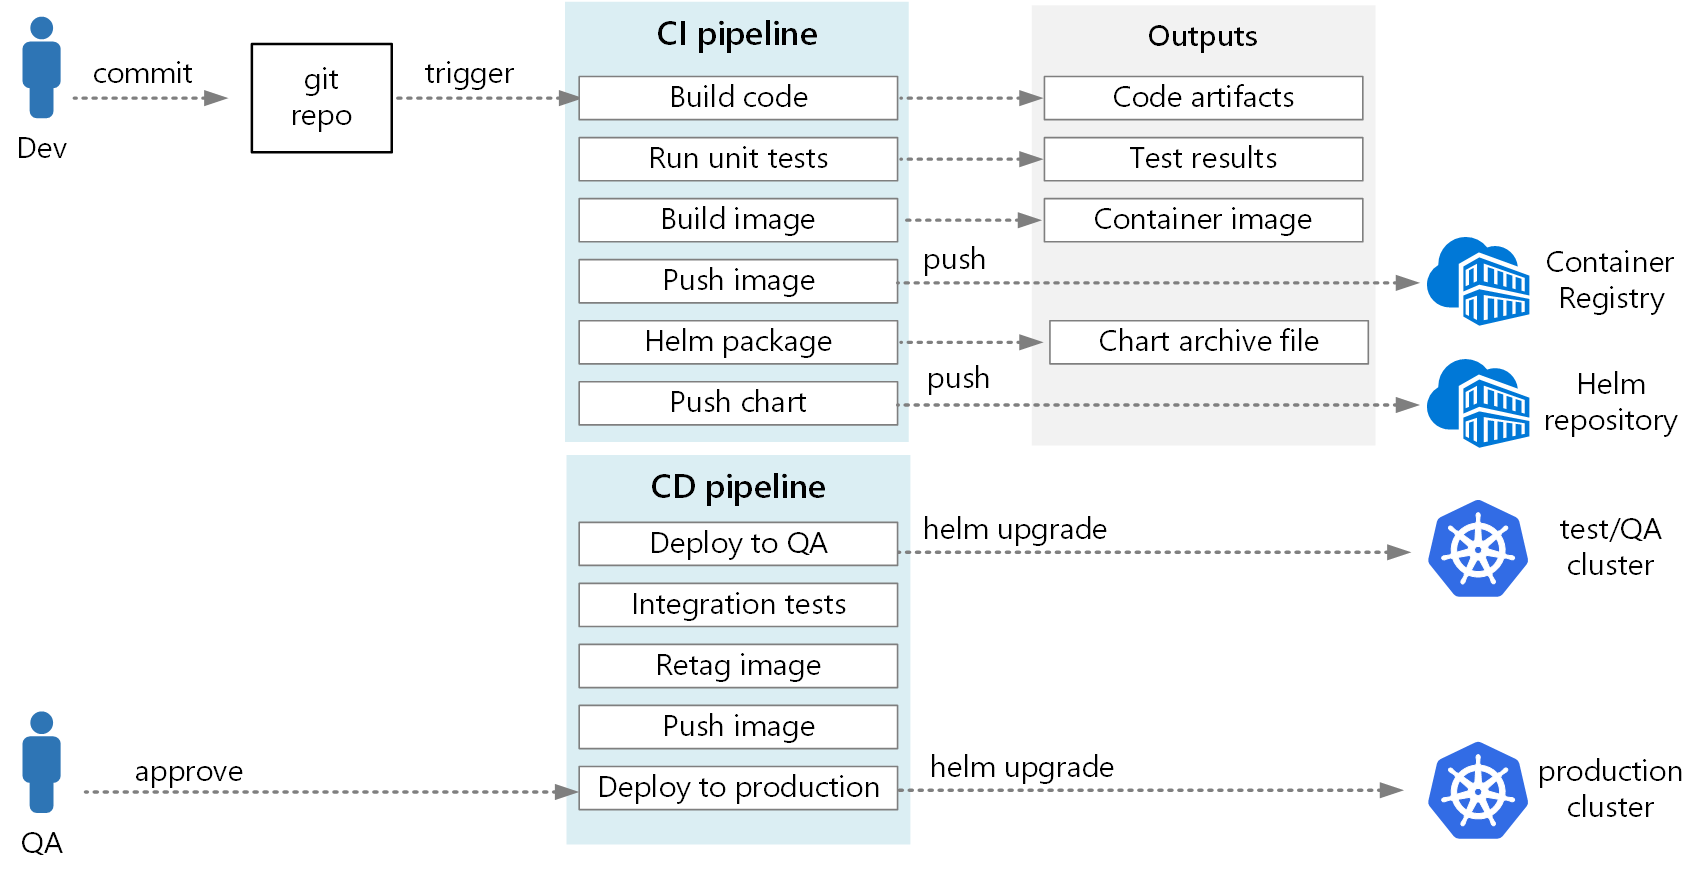 Dev
commit
git
repo
trigger
CI pipeline
Build code
Run unit tests
Build image
Push image
Helm package
Push chart
Outputs
Code artifacts
Test results
Container image
push
Chart archive file
push
Container
Registry
Helm
repository
CD pipeline
Deploy to QA
Integration tests
Retag image
Push image
Deploy to production
helm upgrade
test/QA
cluster
QA
approve
helm upgrade
production
cluster